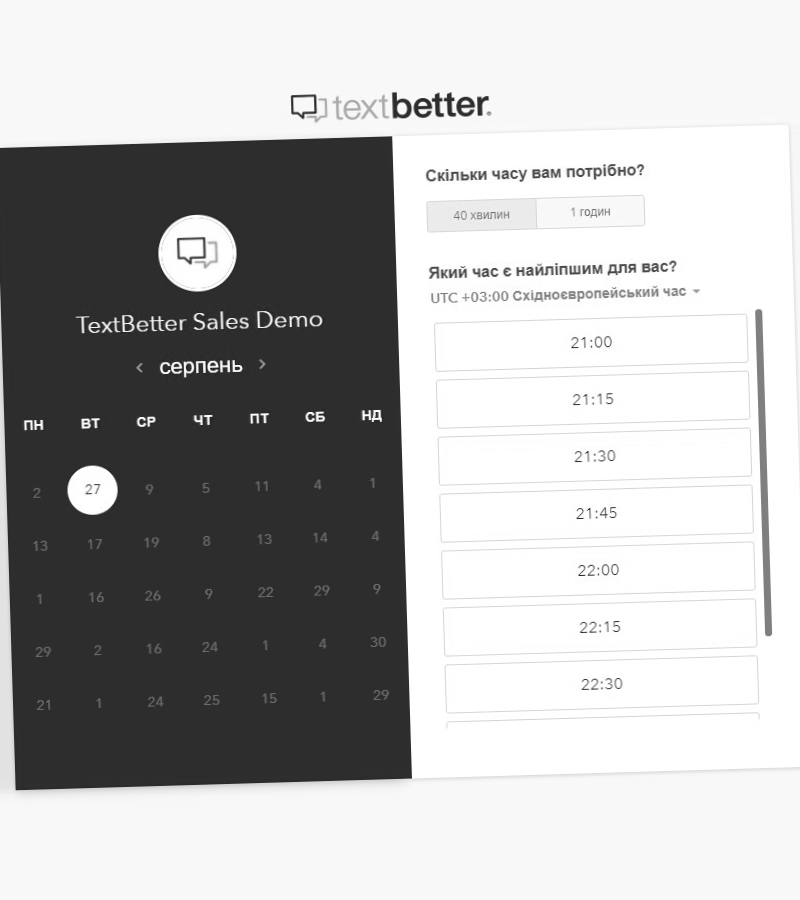 textbetter.
TextBetter Sales Demo
серпень
ПН ВТ СР ЧТ ПТ СБ НД
2 27 9 5 11 4 1
13 17 19 8 13 14 4
1 16 26 9 22 29 9
29 2 16 24 1 4 30
21 1 24 25 15 1 29
Скільки часу вам потрібно?
40 хвилин 1 годин
Який час є найліпшим для вас?
UTC +03:00 Східноєвропейський час
21:00
21:15
21:30
21:45
22:00
22:15
22:30